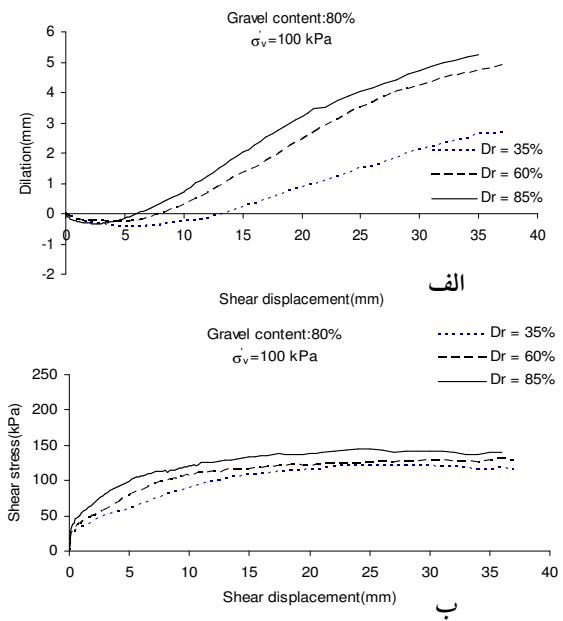 Gravel content:80%
σ'v=100 kPa
6
5
4
3
2
1
0
-1
-2
Dilation(mm)
0 5 10 15 20 25 30 35 40
Shear displacement(mm)
Dr = 35%
Dr = 60%
Dr = 85%
الف
Gravel content:80%
σ'v=100 kPa
Dr = 35%
Dr = 60%
Dr = 85%
250
200
150
100
50
0
Shear stress(kPa)
0 5 10 15 20 25 30 35 40
Shear displacement(mm)
ب